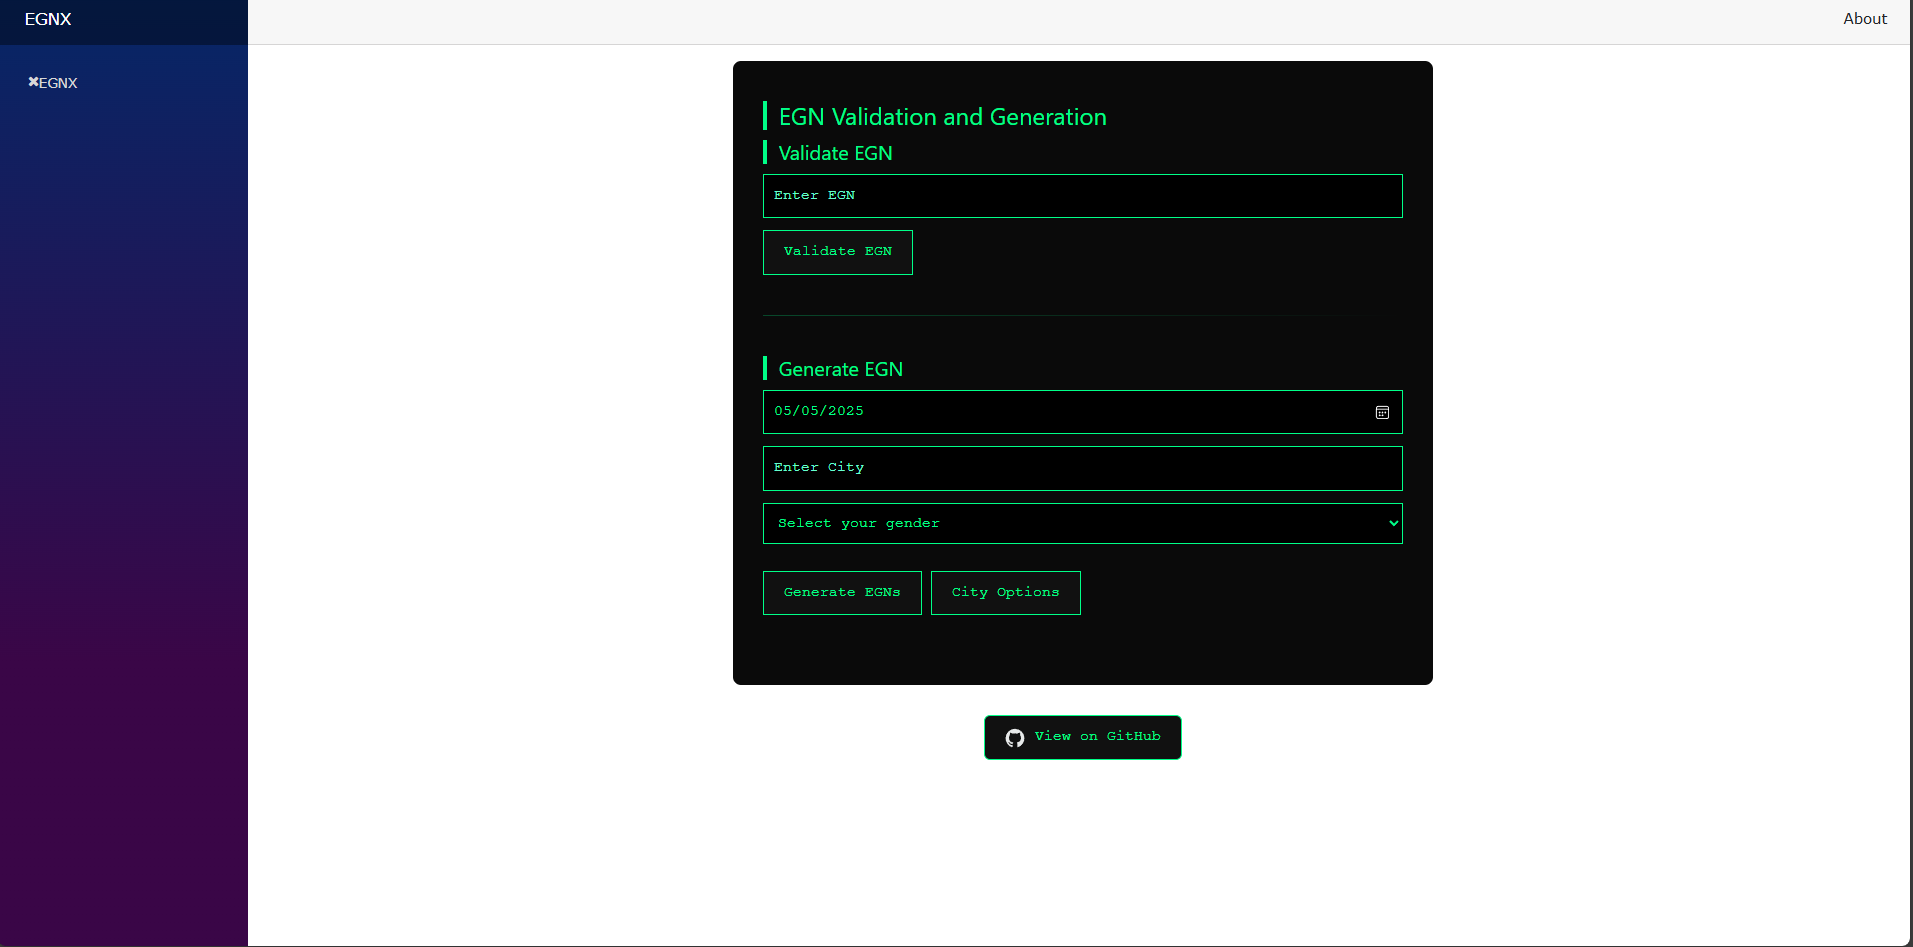 EGNX
About
✖EGNX
EGN Validation and Generation
Validate EGN
Enter EGN
Validate EGN
Generate EGN
05/05/2025
Enter City
Select your gender
Generate EGNs
City Options
View on GitHub